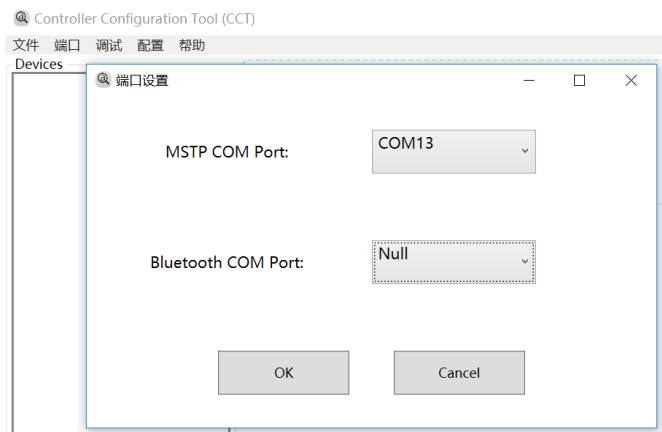 Controller Configuration Tool (CCT)
文件 端口 调试 配置 帮助
Devices
端口设置
MSTP COM Port: COM13
Bluetooth COM Port: Null
OK Cancel